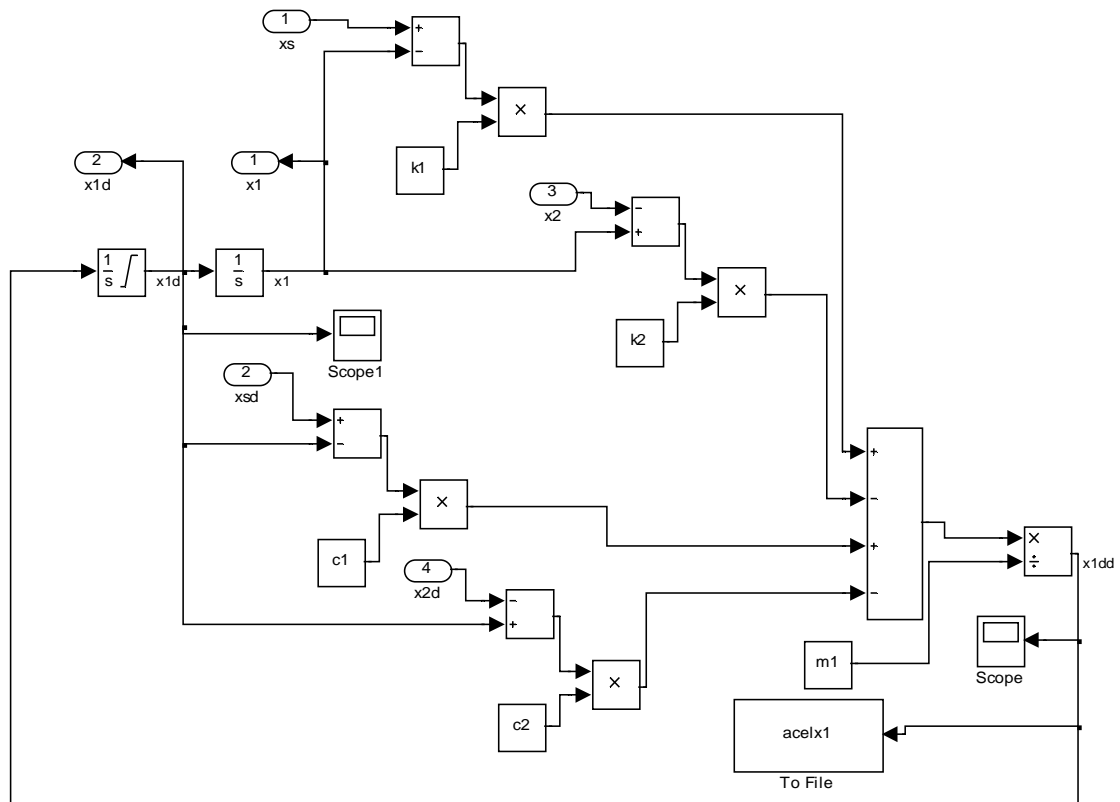 1
xs
+
−
×
k1
2
x1d
1
x1
3
x2
−
+
1
s
x1d
1
s
x1
×
k2
Scope1
2
xsd
+
−
×
c1
+
−
+
−
×
÷
x1dd
4
x2d
−
+
m1
Scope
×
c2
acelx1
To File